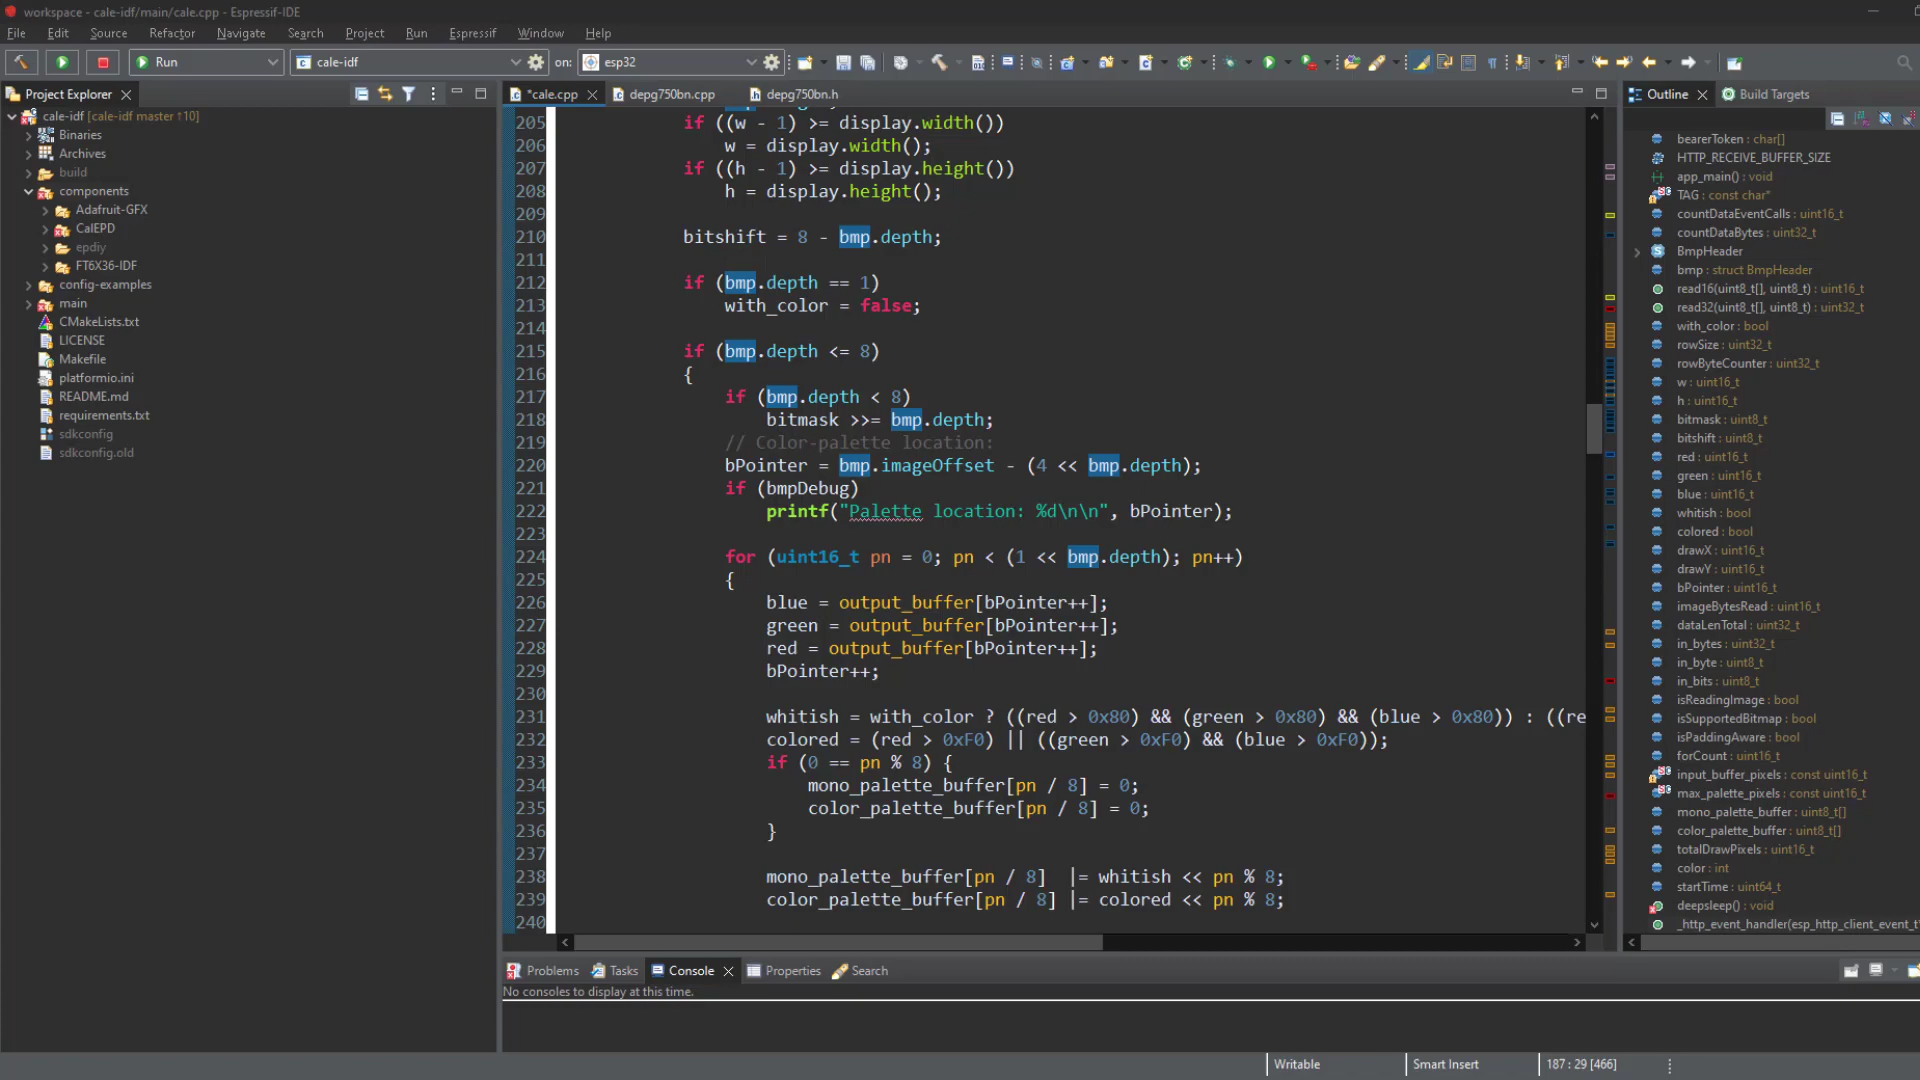 workspace - cale-idf/main/cale.cpp - Espressif-IDE
File Edit Source Refactor Navigate Search Project Run Espressif Window Help
Run cale-idf on: esp32
Project Explorer
cale-idf [cale-idf master ↑10]
Binaries
Archives
build
components
Adafruit-GFX
CalEPD
epdiy
FT6X36-IDF
config-examples
main
CMakeLists.txt
LICENSE
Makefile
platformio.ini
README.md
requirements.txt
sdkconfig
sdkconfig.old
*cale.cpp depg750bn.cpp depg750bn.h
205 if ((w - 1) >= display.width())
206 w = display.width();
207 if ((h - 1) >= display.height())
208 h = display.height();
209
210 bitshift = 8 - bmp.depth;
211
212 if (bmp.depth == 1)
213 with_color = false;
214
215 if (bmp.depth <= 8)
216 {
217 if (bmp.depth < 8)
218 bitmask >>= bmp.depth;
219 // Color-palette location:
220 bPointer = bmp.imageOffset - (4 << bmp.depth);
221 if (bmpDebug)
222 printf("Palette location: %d\n\n", bPointer);
223
224 for (uint16_t pn = 0; pn < (1 << bmp.depth); pn++)
225 {
226 blue = output_buffer[bPointer++];
227 green = output_buffer[bPointer++];
228 red = output_buffer[bPointer++];
229 bPointer++;
230
231 whitish = with_color ? ((red > 0x80) && (green > 0x80) && (blue > 0x80)) : ((re
232 colored = (red > 0xF0) || ((green > 0xF0) && (blue > 0xF0));
233 if (0 == pn % 8) {
234 mono_palette_buffer[pn / 8] = 0;
235 color_palette_buffer[pn / 8] = 0;
236 }
237
238 mono_palette_buffer[pn / 8] |= whitish << pn % 8;
239 color_palette_buffer[pn / 8] |= colored << pn % 8;
240
Outline Build Targets
bearerToken : char[]
HTTP_RECEIVE_BUFFER_SIZE
app_main() : void
TAG : const char*
countDataEventCalls : uint16_t
countDataBytes : uint32_t
BmpHeader
bmp : struct BmpHeader
read16(uint8_t[], uint8_t) : uint16_t
read32(uint8_t[], uint8_t) : uint32_t
with_color : bool
rowSize : uint32_t
rowByteCounter : uint32_t
w : uint16_t
h : uint16_t
bitmask : uint8_t
bitshift : uint8_t
red : uint16_t
green : uint16_t
blue : uint16_t
whitish : bool
colored : bool
drawX : uint16_t
drawY : uint16_t
bPointer : uint16_t
imageBytesRead : uint16_t
dataLenTotal : uint32_t
in_bytes : uint32_t
in_byte : uint8_t
in_bits : uint8_t
isReadingImage : bool
isSupportedBitmap : bool
isPaddingAware : bool
forCount : uint16_t
input_buffer_pixels : const uint16_t
max_palette_pixels : const uint16_t
mono_palette_buffer : uint8_t[]
color_palette_buffer : uint8_t[]
totalDrawPixels : uint16_t
color : int
startTime : uint64_t
deepsleep() : void
_http_event_handler(esp_http_client_event_t
Problems Tasks Console Properties Search
No consoles to display at this time.
Writable Smart Insert 187 : 29 [466]